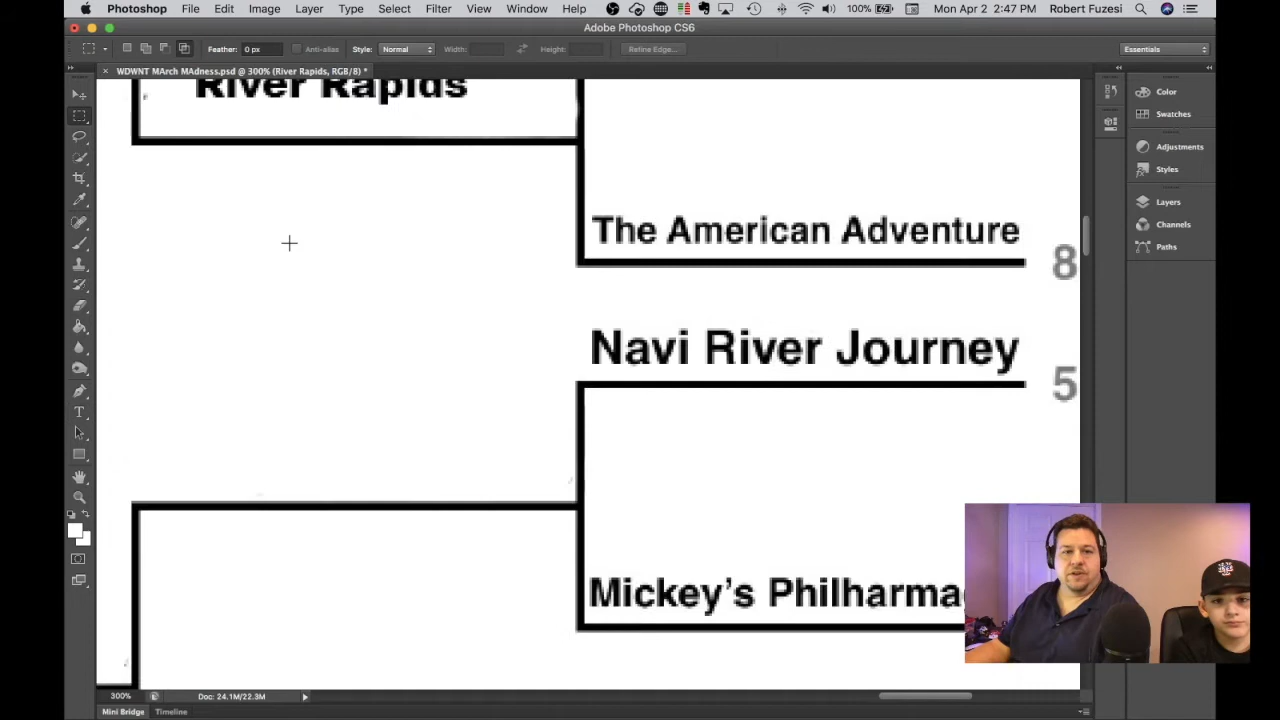 Photoshop File Edit Image Layer Type Select Filter View Window Help 100% Mon Apr 2 2:47 PM Robert Fuzesi
Adobe Photoshop CS6
Feather: 0 px Anti-alias Style: Normal Width: Height: Refine Edge... Essentials
× WDWNT MArch MAdness.psd @ 300% (River Rapids, RGB/8) *
River Rapids
Color
Swatches
Adjustments
Styles
Layers
Channels
Paths
The American Adventure
8
Navi River Journey
5
Mickey's Philharma
300% Doc: 24.1M/22.3M
Mini Bridge Timeline